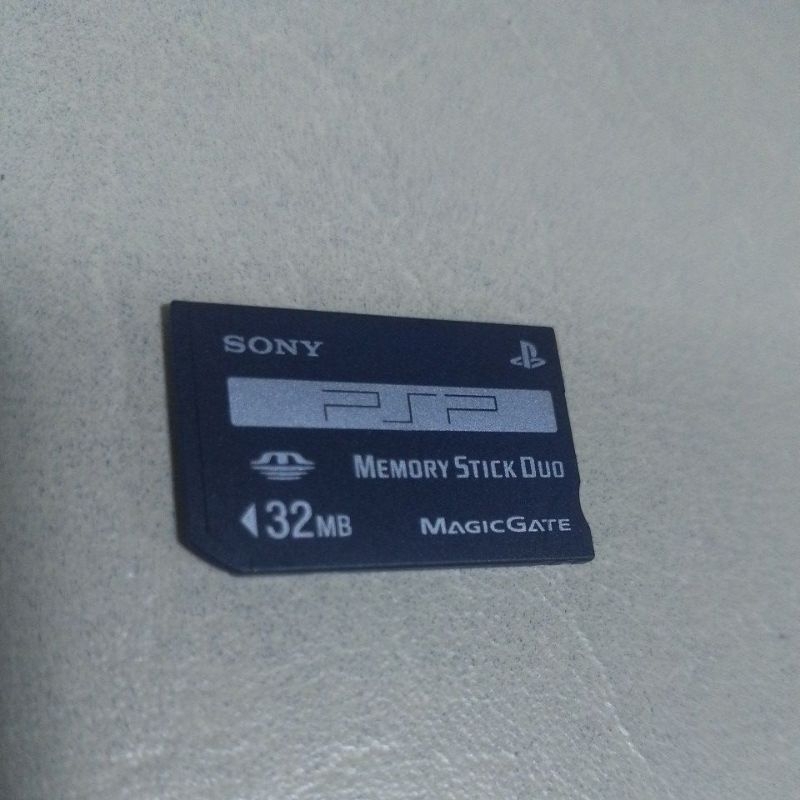 SONY
PSP
MEMORY STICK DUO
32MB
MAGICGATE